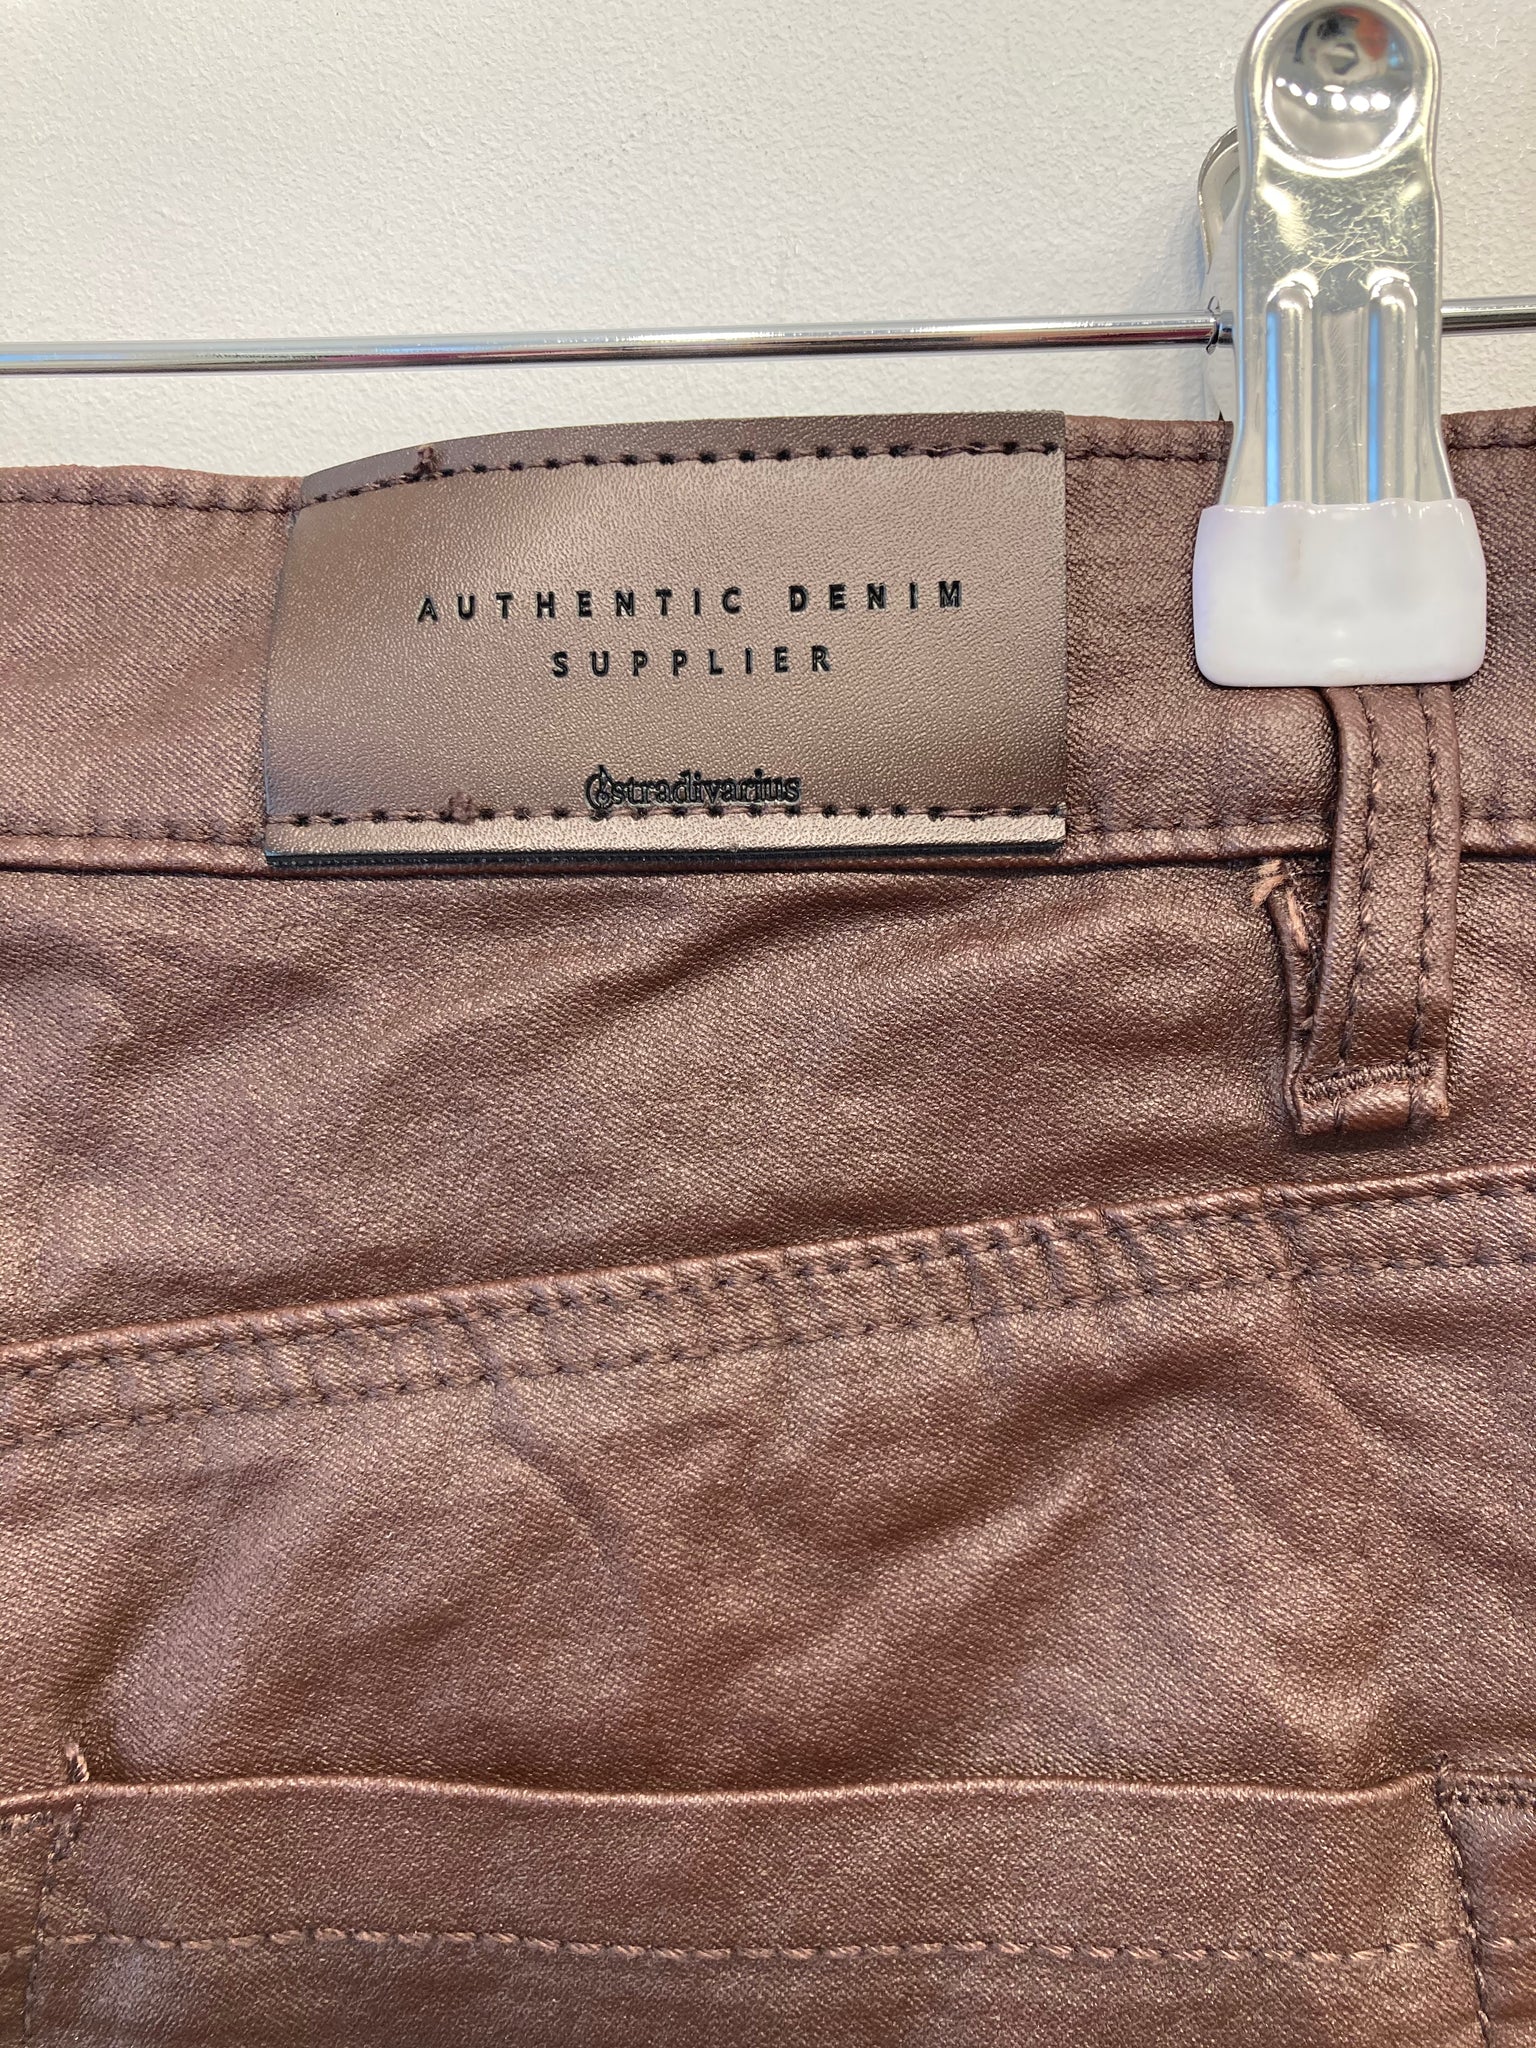 AUTHENTIC DENIM
SUPPLIER
stradivarius